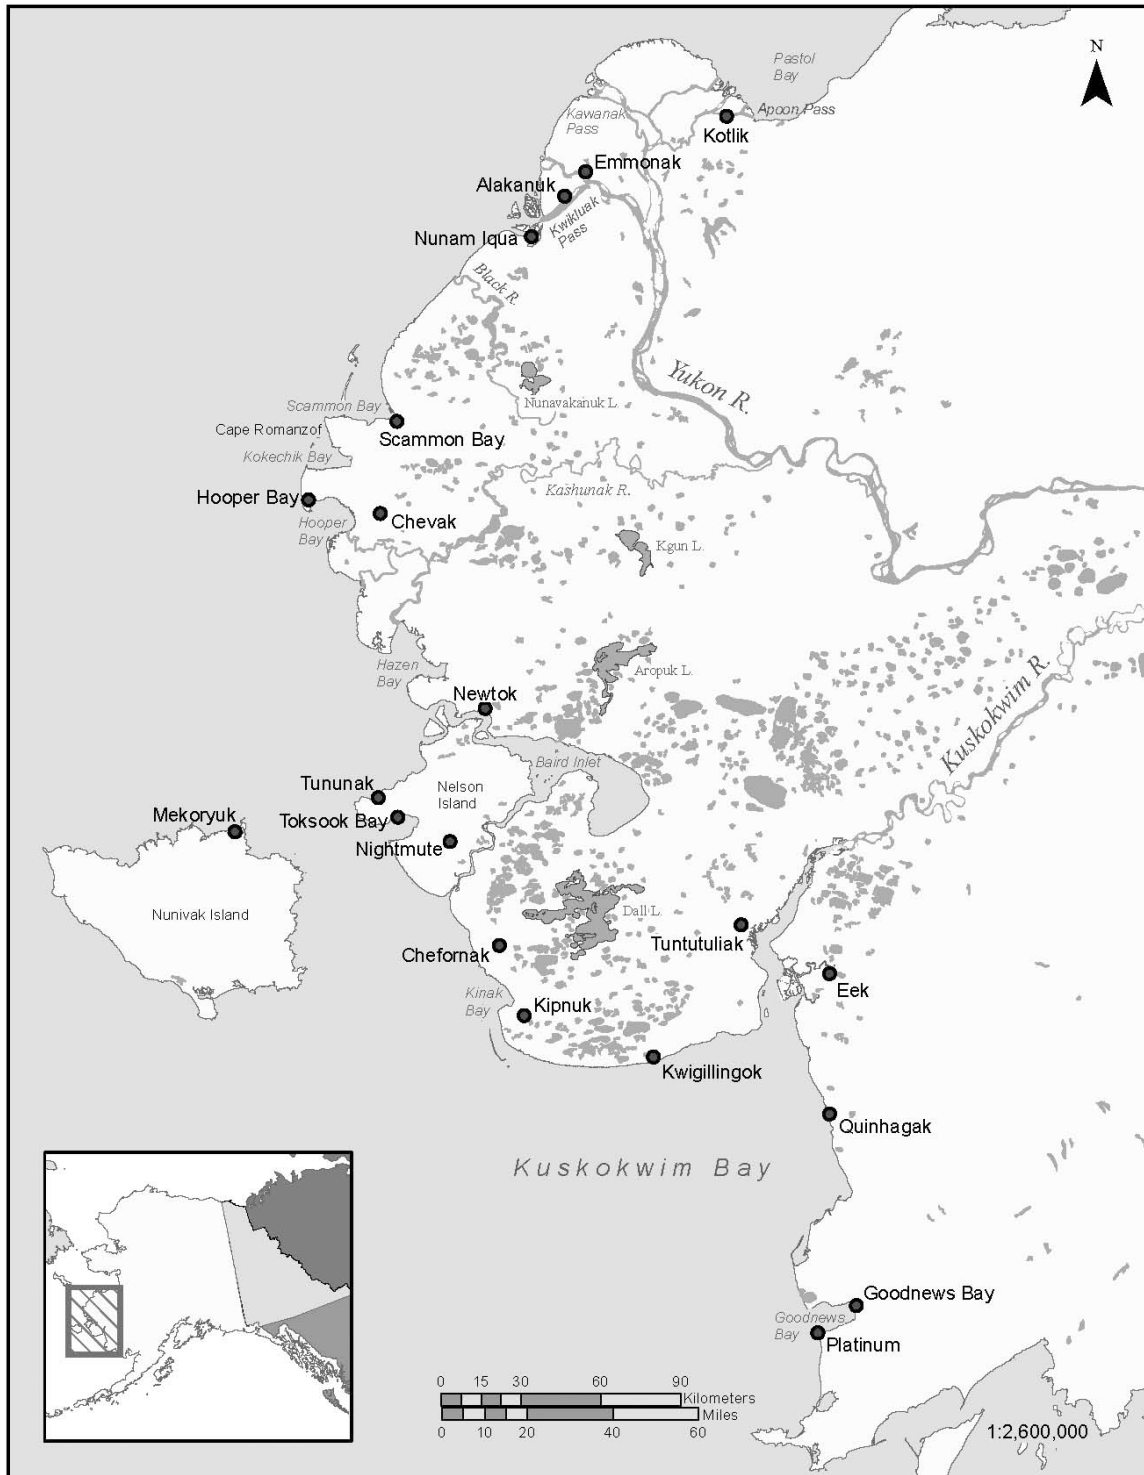 N
Pastol
Bay
Apoon Pass
Kawanak
Pass
Kotlik
Emmonak
Alakanuk
Kwikluak
Pass
Nunam Iqua
Black R.
Yukon R.
Nunavakanuk L.
Scammon Bay
Scammon Bay
Cape Romanzof
Kokechik Bay
Kashunak R.
Hooper Bay
Chevak
Hooper
Bay
Kgun L.
Hazen
Bay
Aropuk L.
Kuskokwim R.
Newtok
Baird Inlet
Tununak
Nelson
Island
Mekoryuk
Toksook Bay
Nightmute
Nunivak Island
Dall L.
Tuntutuliak
Chefornak
Eek
Kinak
Bay
Kipnuk
Kwigillingok
Quinhagak
Kuskokwim Bay
Goodnews Bay
Goodnews
Bay
Platinum
0 15 30 60 90
Kilometers
Miles
0 10 20 40 60
1:2,600,000